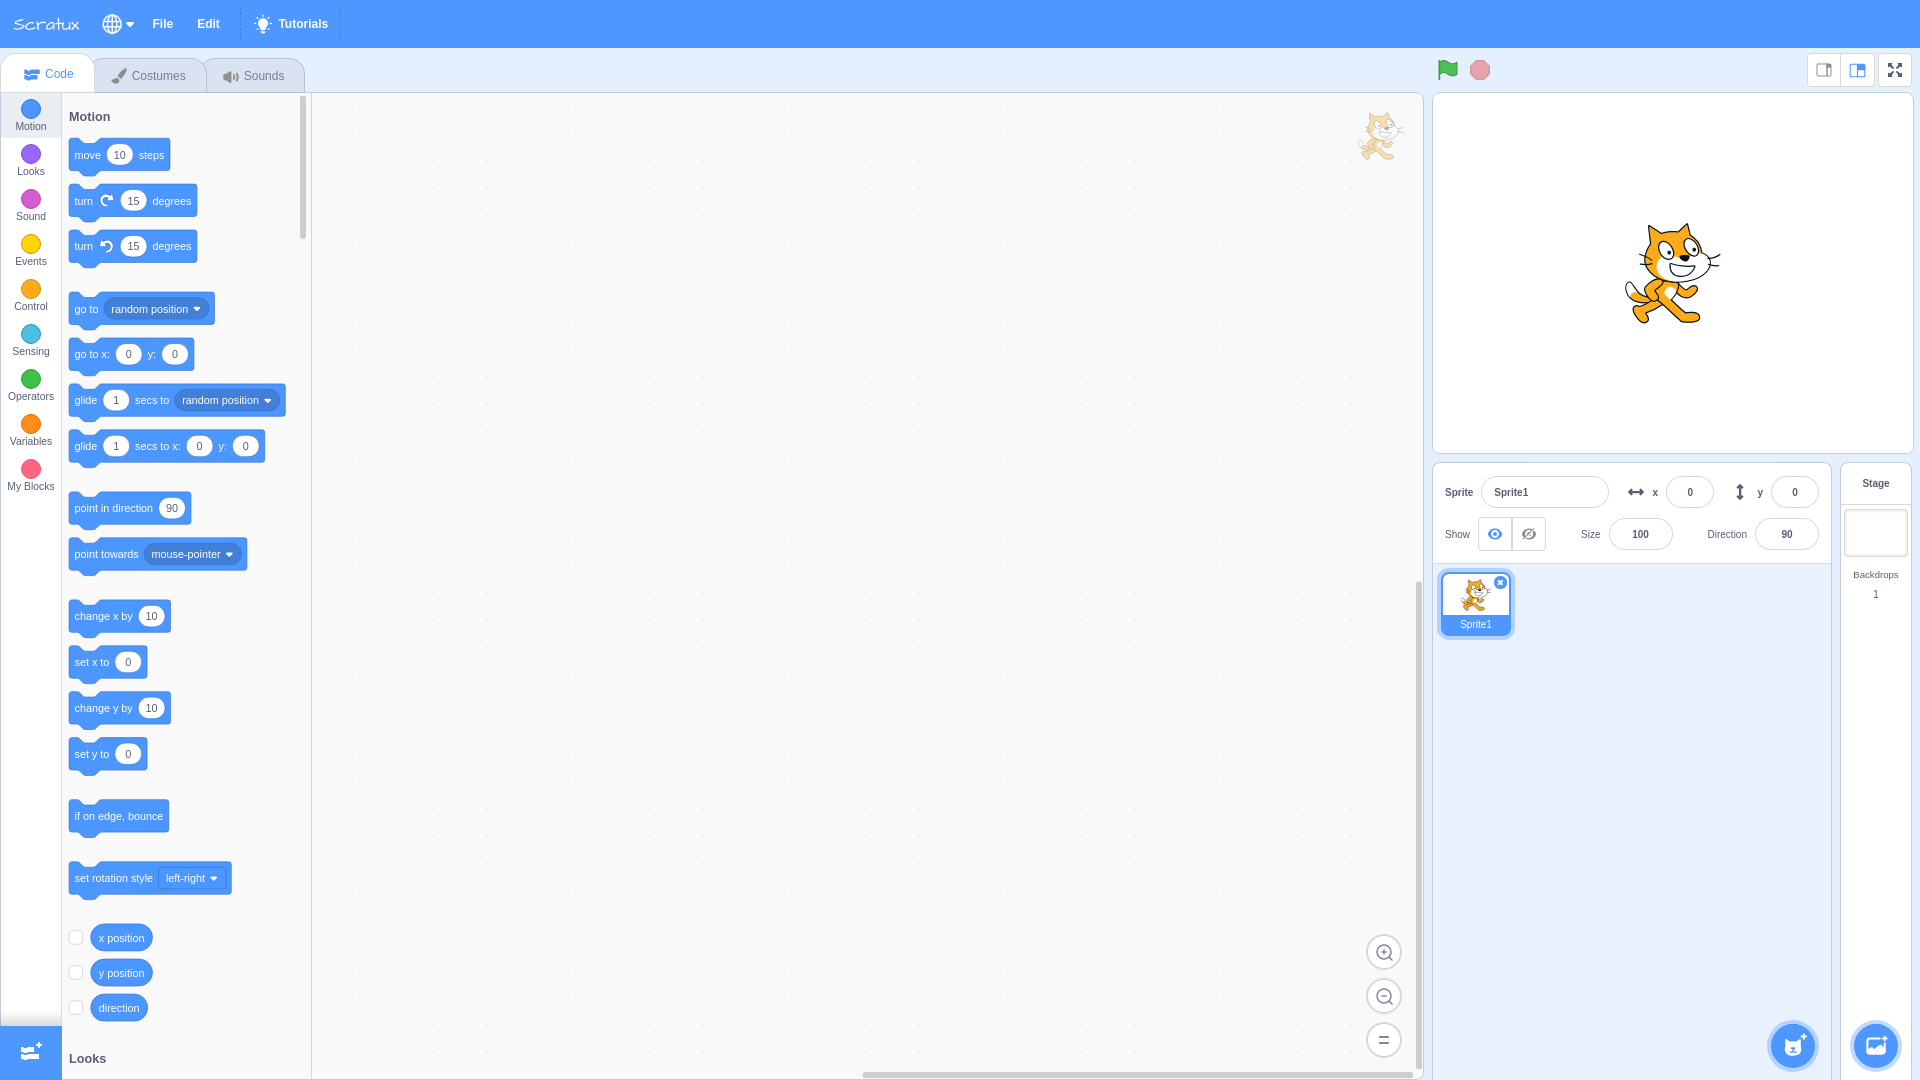 Scratux
File
Edit
Tutorials
Code
Costumes
Sounds
Motion
Looks
Sound
Events
Control
Sensing
Operators
Variables
My Blocks
Motion
move 10 steps
turn 15 degrees
turn 15 degrees
go to random position
go to x: 0 y: 0
glide 1 secs to random position
glide 1 secs to x: 0 y: 0
point in direction 90
point towards mouse-pointer
change x by 10
set x to 0
change y by 10
set y to 0
if on edge, bounce
set rotation style left-right
x position
y position
direction
Looks
Sprite Sprite1 x 0 y 0
Show Size 100 Direction 90
Sprite1
Stage
Backdrops
1